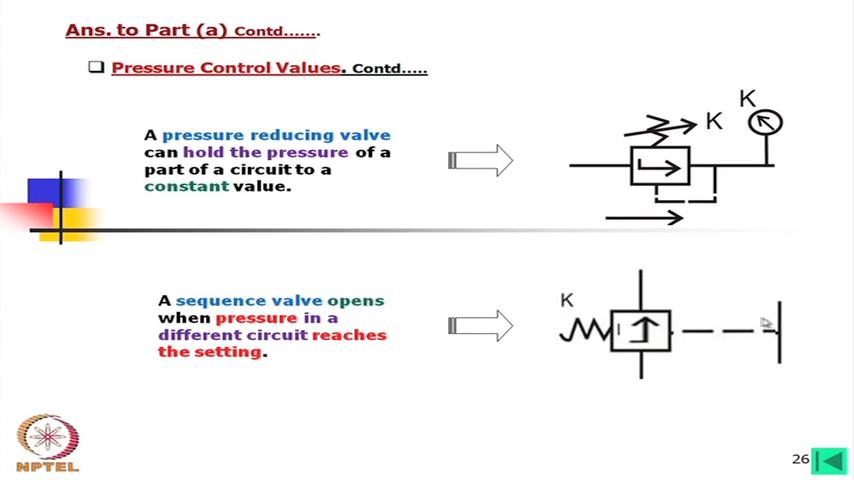 Ans. to Part (a) Contd…….
❑ Pressure Control Values. Contd…..
A pressure reducing valve
can hold the pressure of a
part of a circuit to a
constant value.
K
K
A sequence valve opens
when pressure in a
different circuit reaches
the setting.
K
NPTEL
26